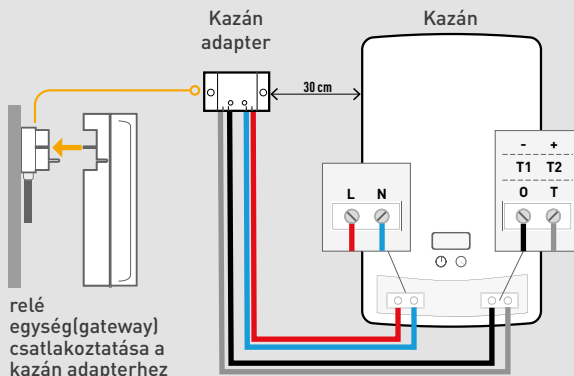 Kazán
adapter
Kazán
30 cm
L N
- +
T1 T2
O T
relé
egység(gateway)
csatlakoztatása a
kazán adapterhez